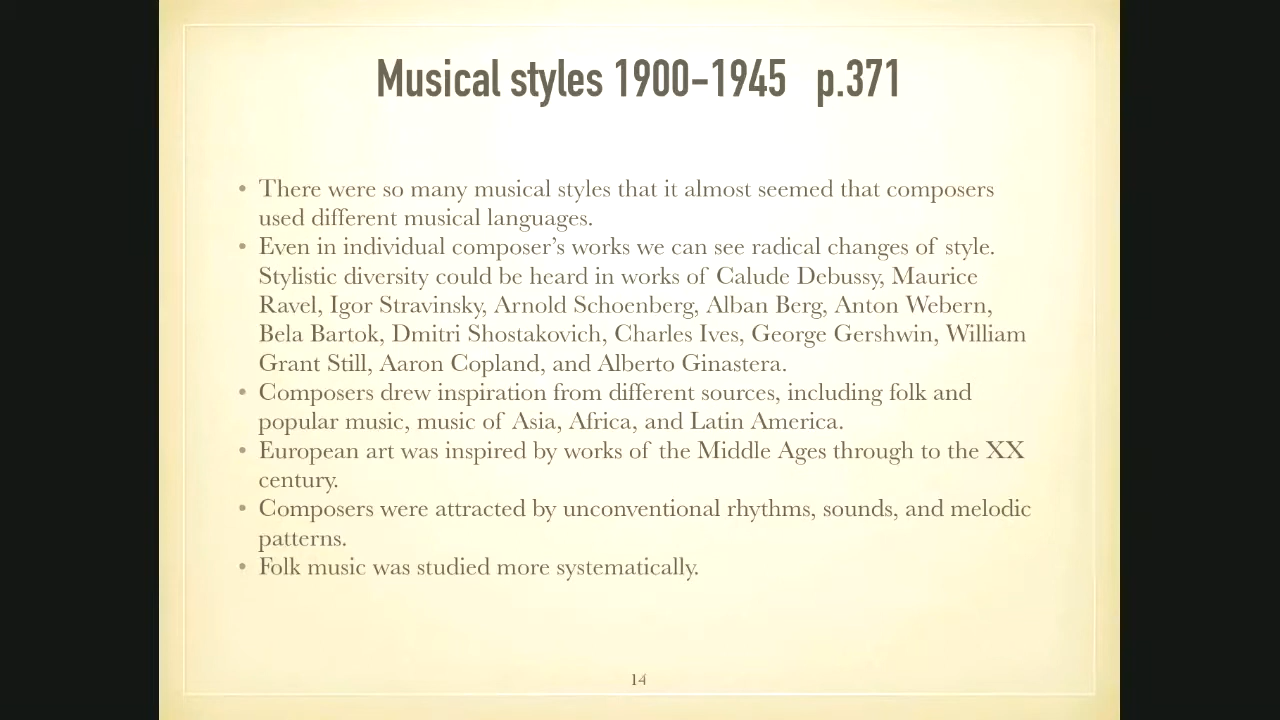 Musical styles 1900-1945 p.371
• There were so many musical styles that it almost seemed that composers
used different musical languages.
• Even in individual composer’s works we can see radical changes of style.
Stylistic diversity could be heard in works of Calude Debussy, Maurice
Ravel, Igor Stravinsky, Arnold Schoenberg, Alban Berg, Anton Webern,
Bela Bartok, Dmitri Shostakovich, Charles Ives, George Gershwin, William
Grant Still, Aaron Copland, and Alberto Ginastera.
• Composers drew inspiration from different sources, including folk and
popular music, music of Asia, Africa, and Latin America.
• European art was inspired by works of the Middle Ages through to the XX
century.
• Composers were attracted by unconventional rhythms, sounds, and melodic
patterns.
• Folk music was studied more systematically.
14